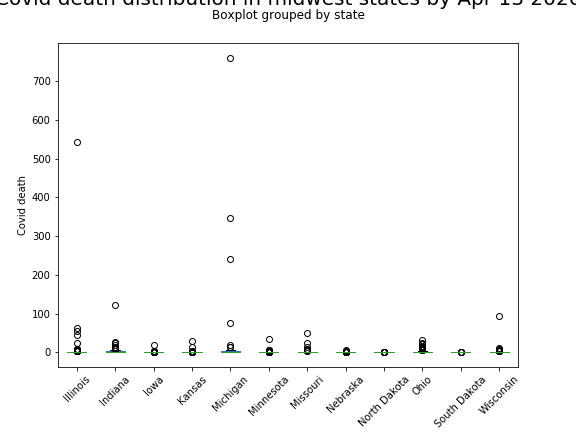 Covid death distribution in midwest states by Apr 13 2020
Boxplot grouped by state
Covid death
700
600
500
400
300
200
100
0
Illinois
Indiana
Iowa
Kansas
Michigan
Minnesota
Missouri
Nebraska
North Dakota
Ohio
South Dakota
Wisconsin